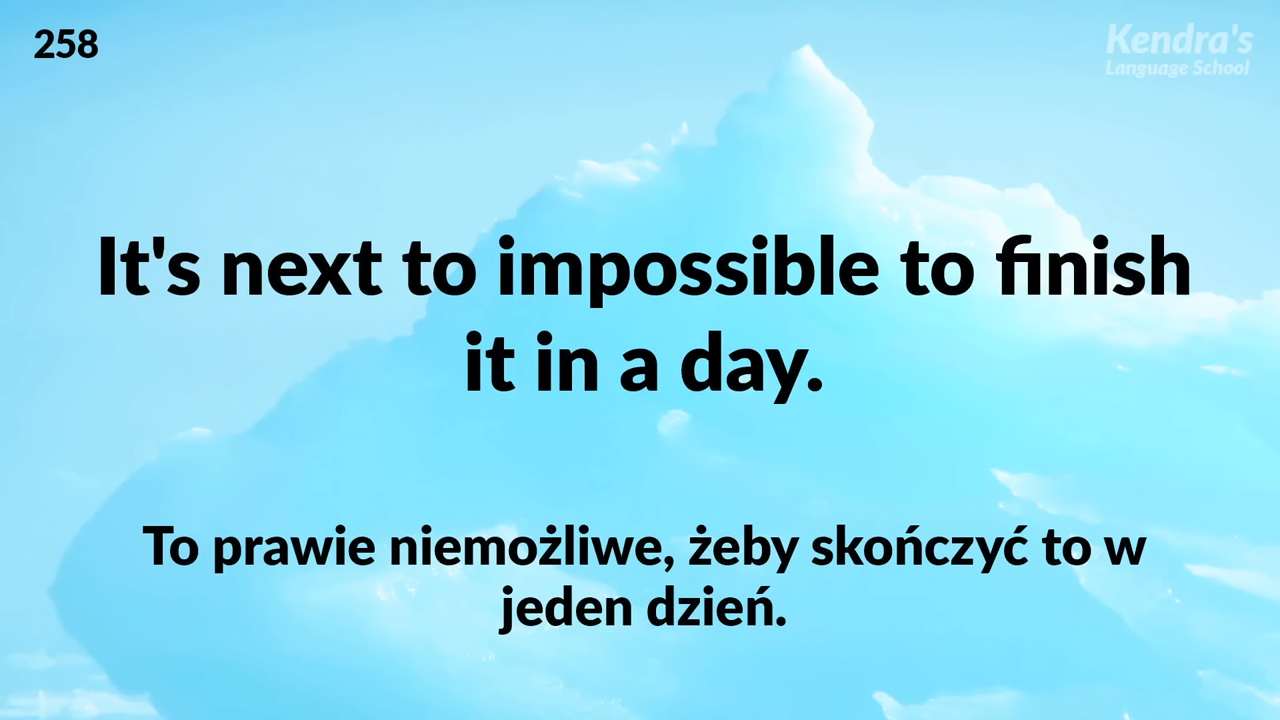 258
Kendra's
Language School
It's next to impossible to finish
it in a day.
To prawie niemożliwe, żeby skończyć to w
jeden dzień.